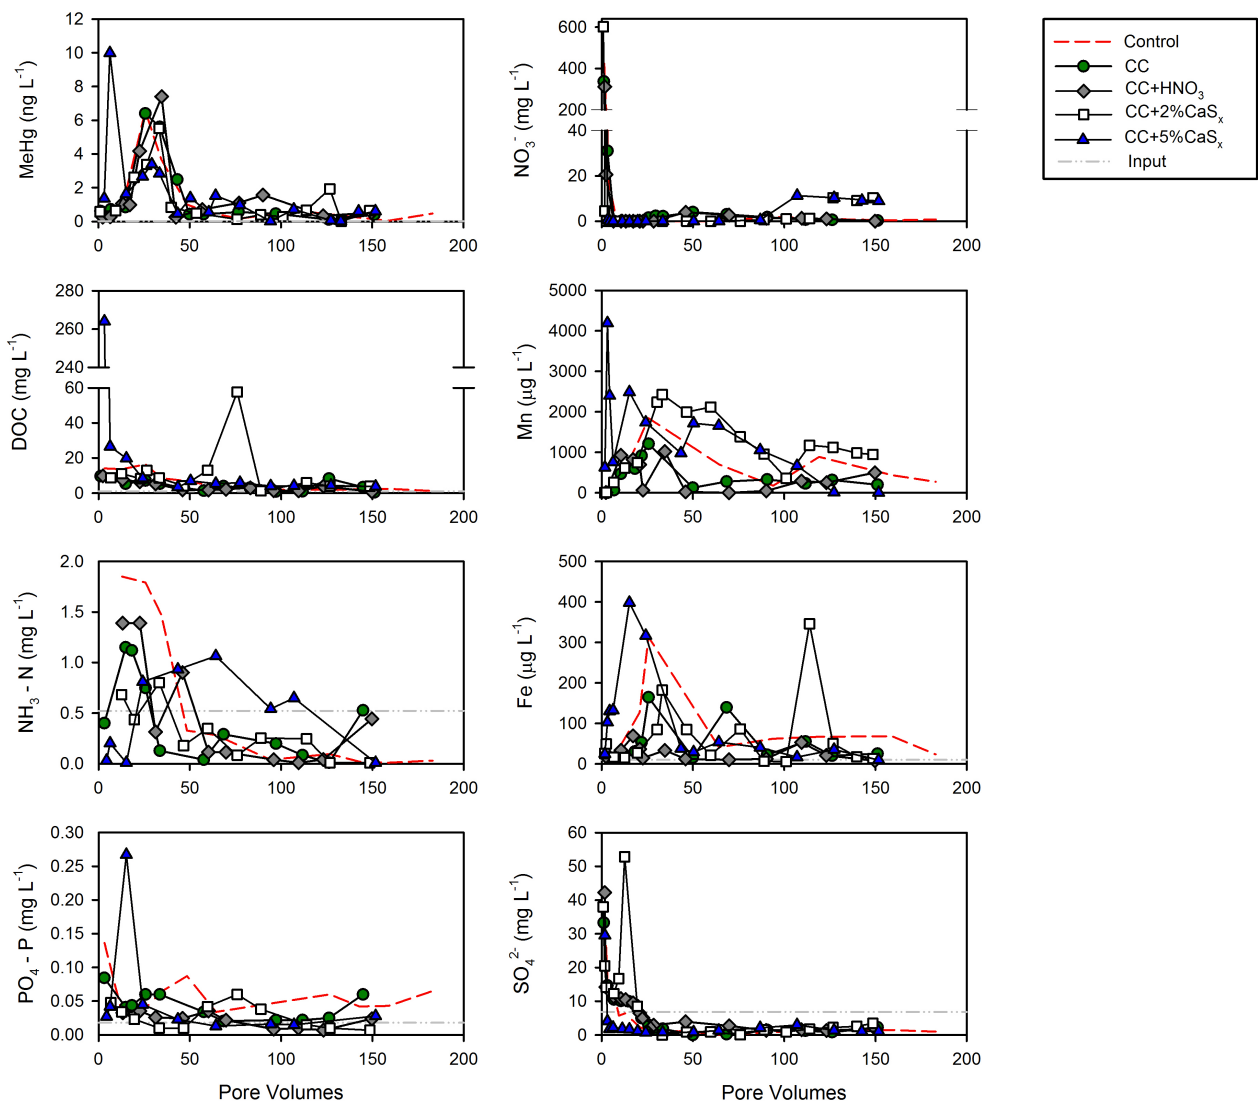 MeHg (ng L⁻¹)
12
10
8
6
4
2
0
0 50 100 150 200
NO₃⁻ (mg L⁻¹)
600
400
200
40
20
0
0 50 100 150 200
Control
CC
CC+HNO₃
CC+2%CaSₓ
CC+5%CaSₓ
Input
DOC (mg L⁻¹)
280
260
240
60
40
20
0
0 50 100 150 200
Mn (μg L⁻¹)
5000
4000
3000
2000
1000
0
0 50 100 150 200
NH₃ - N (mg L⁻¹)
2.0
1.5
1.0
0.5
0.0
0 50 100 150 200
Fe (μg L⁻¹)
500
400
300
200
100
0
0 50 100 150 200
PO₄ - P (mg L⁻¹)
0.30
0.25
0.20
0.15
0.10
0.05
0.00
0 50 100 150 200
Pore Volumes
SO₄²⁻ (mg L⁻¹)
60
50
40
30
20
10
0
0 50 100 150 200
Pore Volumes